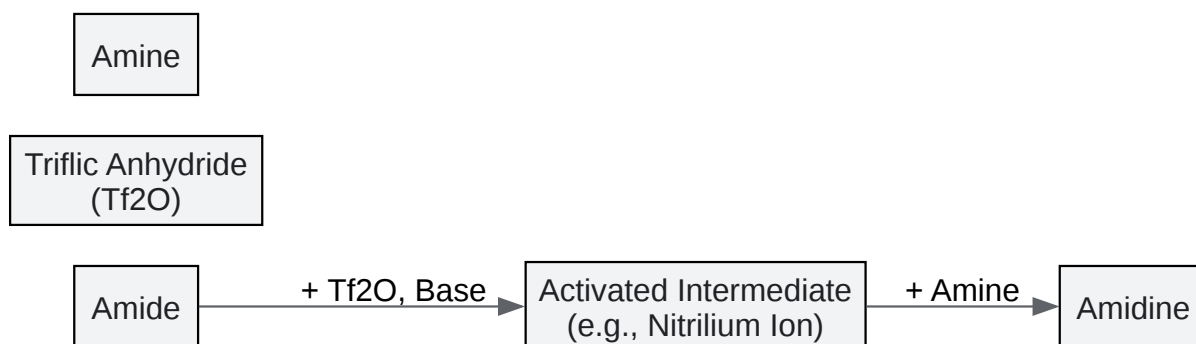 Amine
Triflic Anhydride
(Tf2O)
Amide
+ Tf2O, Base
Activated Intermediate
(e.g., Nitrilium Ion)
+ Amine
Amidine